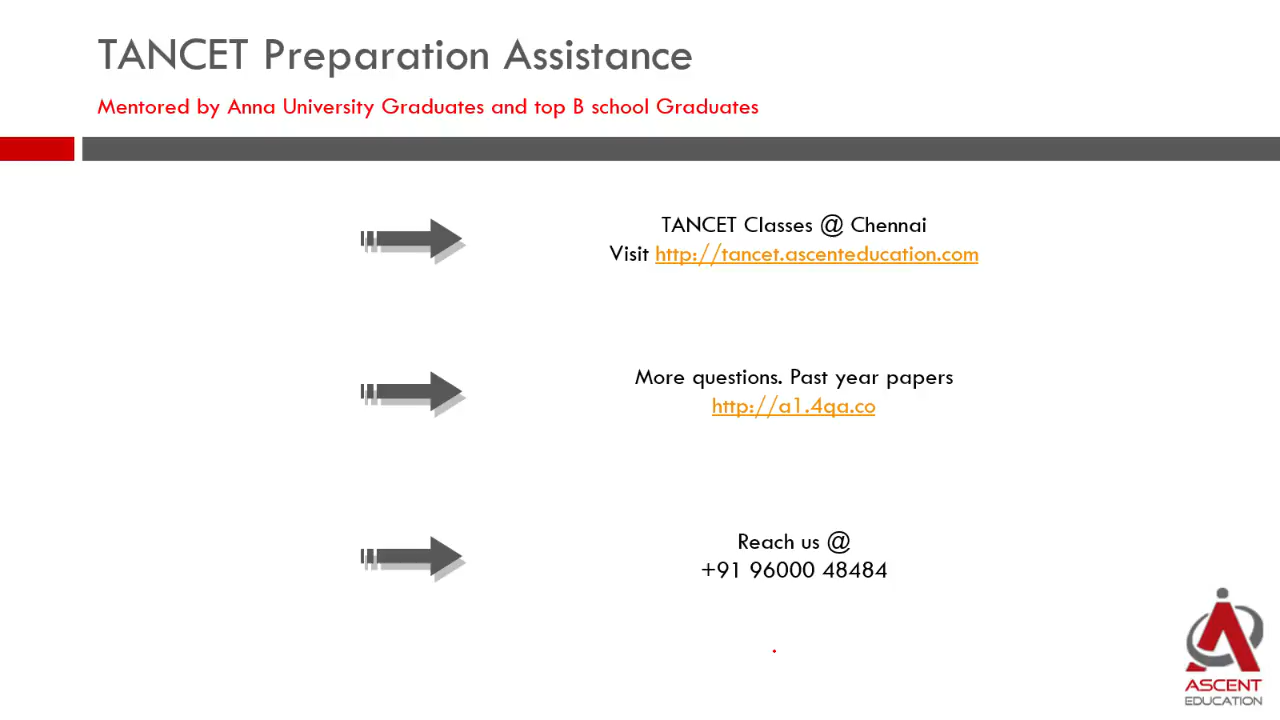 TANCET Preparation Assistance
Mentored by Anna University Graduates and top B school Graduates
TANCET Classes @ Chennai
Visit http://tancet.ascenteducation.com
More questions. Past year papers
http://a1.4qa.co
Reach us @
+91 96000 48484
ASCENT
EDUCATION